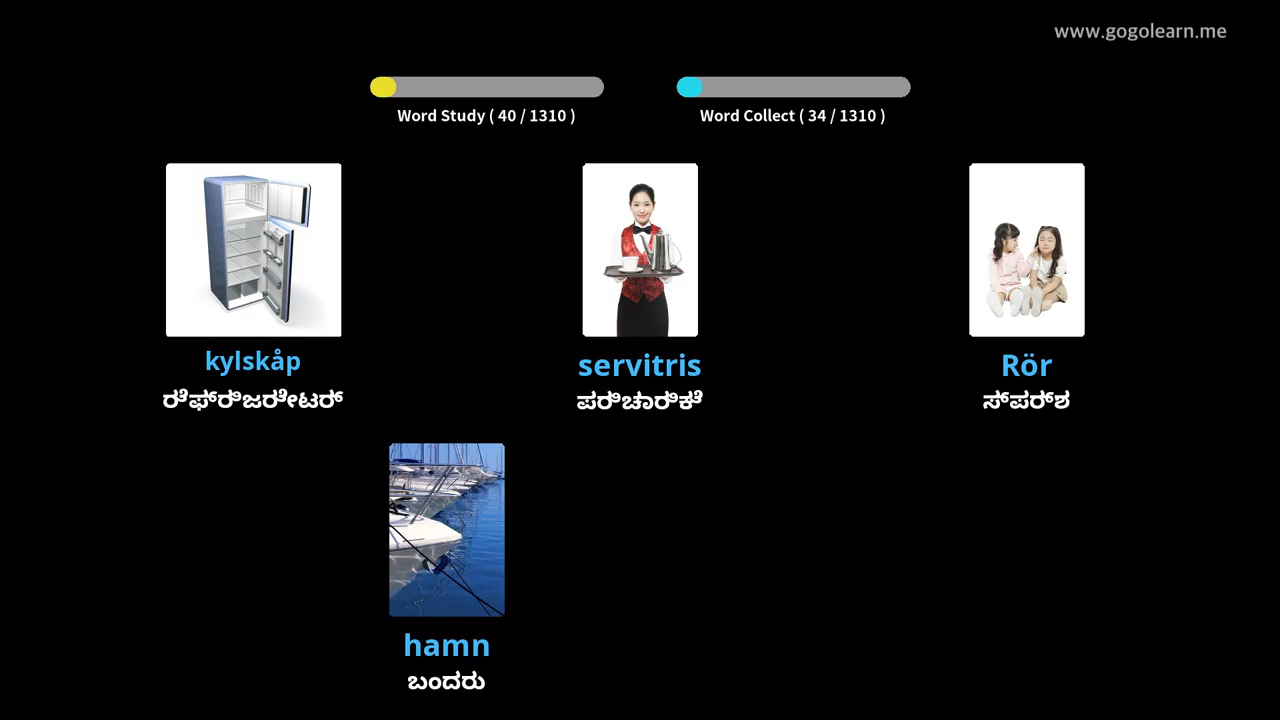 www.gogolearn.me
Word Study ( 40 / 1310 )
Word Collect ( 34 / 1310 )
kylskåp
servitris
Rör
ರೆಫ್ರಿಜರೇಟರ್
ಪರಿಚಾರಿಕೆ
ಸ್ಪರ್ಶ
hamn
ಬಂದರು